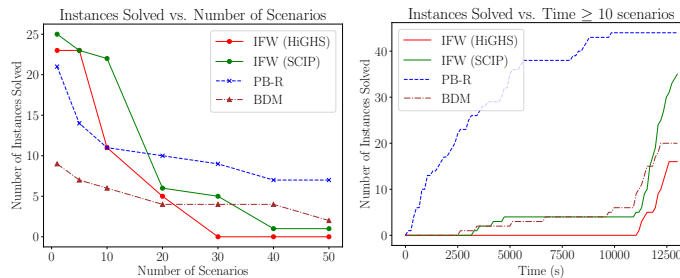 Instances Solved vs. Number of Scenarios
25
20
15
10
5
0
Number of Instances Solved
IFW (HiGHS)
IFW (SCIP)
PB-R
BDM
0 10 20 30 40 50
Number of Scenarios
Instances Solved vs. Time ≥ 10 scenarios
40
30
20
10
0
Number of Instances Solved
IFW (HiGHS)
IFW (SCIP)
PB-R
BDM
0 2500 5000 7500 10000 12500
Time (s)